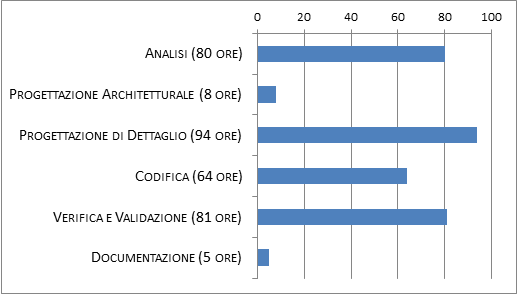 0 20 40 60 80 100
Analisi (80 ore)
Progettazione Architetturale (8 ore)
Progettazione di Dettaglio (94 ore)
Codifica (64 ore)
Verifica e Validazione (81 ore)
Documentazione (5 ore)